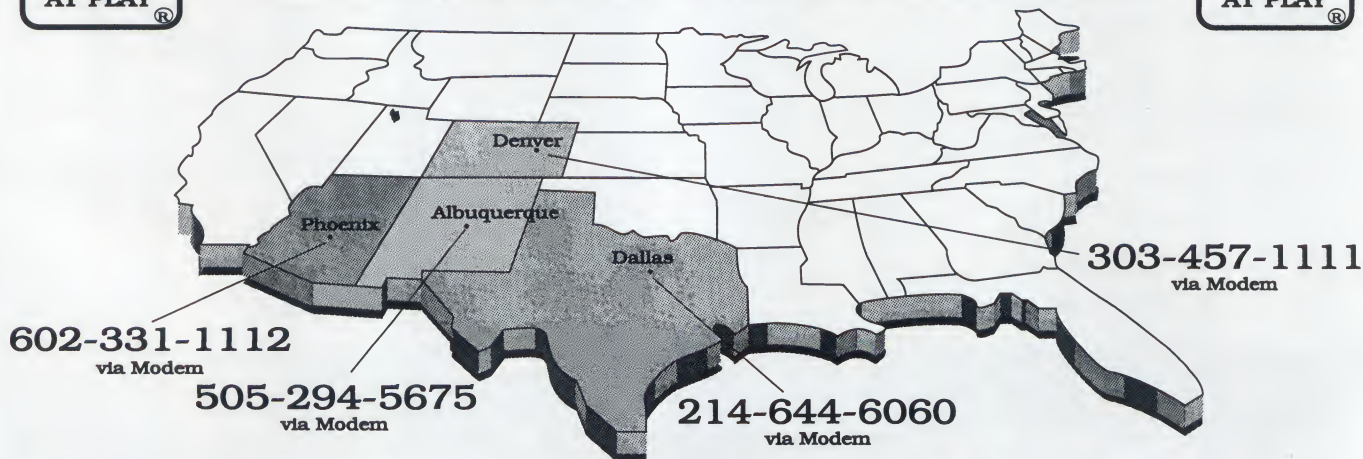 AT PLAY®
AT PLAY®
Denver
Phoenix
Albuquerque
Dallas
303-457-1111
via Modem
602-331-1112
via Modem
505-294-5675
via Modem
214-644-6060
via Modem